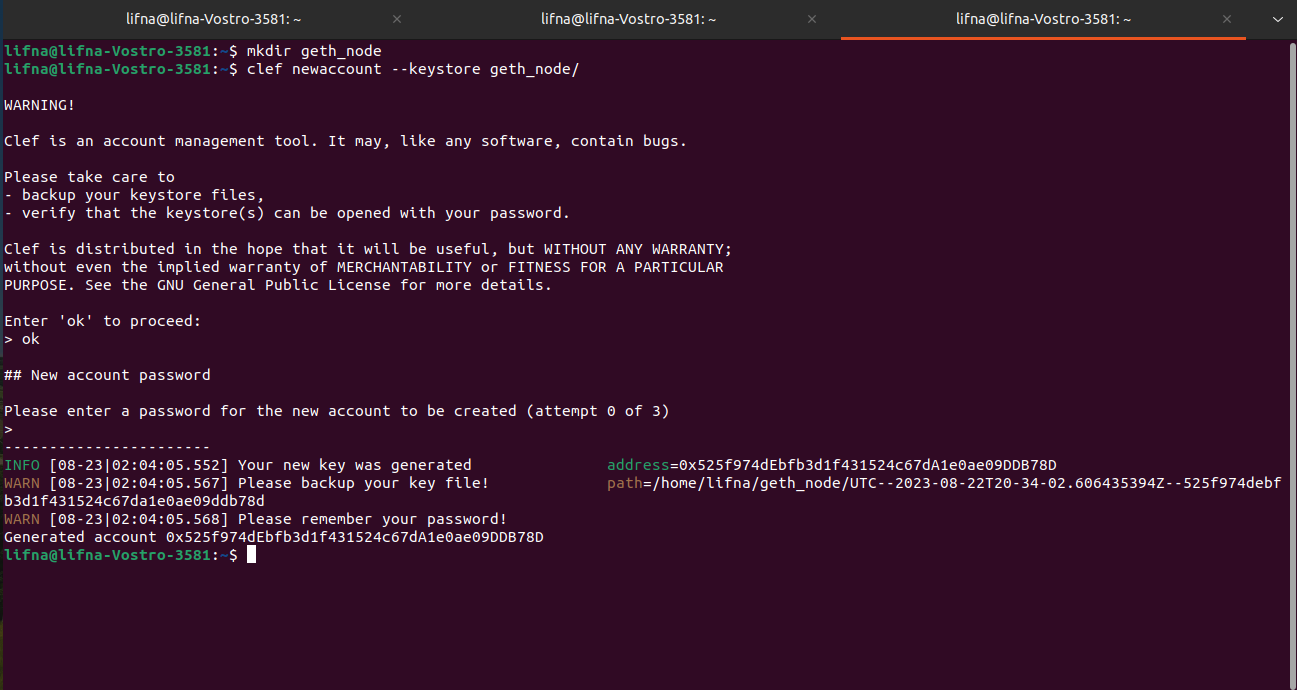 lifna@lifna-Vostro-3581: ~ × lifna@lifna-Vostro-3581: ~ × lifna@lifna-Vostro-3581: ~ ×
lifna@lifna-Vostro-3581:~$ mkdir geth_node
lifna@lifna-Vostro-3581:~$ clef newaccount --keystore geth_node/
WARNING!
Clef is an account management tool. It may, like any software, contain bugs.
Please take care to
- backup your keystore files,
- verify that the keystore(s) can be opened with your password.
Clef is distributed in the hope that it will be useful, but WITHOUT ANY WARRANTY;
without even the implied warranty of MERCHANTABILITY or FITNESS FOR A PARTICULAR
PURPOSE. See the GNU General Public License for more details.
Enter 'ok' to proceed:
> ok
## New account password
Please enter a password for the new account to be created (attempt 0 of 3)
>
-----------------------
INFO [08-23|02:04:05.552] Your new key was generated address=0x525f974dEbfb3d1f431524c67dA1e0ae09DDB78D
WARN [08-23|02:04:05.567] Please backup your key file! path=/home/lifna/geth_node/UTC--2023-08-22T20-34-02.606435394Z--525f974debf
b3d1f431524c67da1e0ae09ddb78d
WARN [08-23|02:04:05.568] Please remember your password!
Generated account 0x525f974dEbfb3d1f431524c67dA1e0ae09DDB78D
lifna@lifna-Vostro-3581:~$